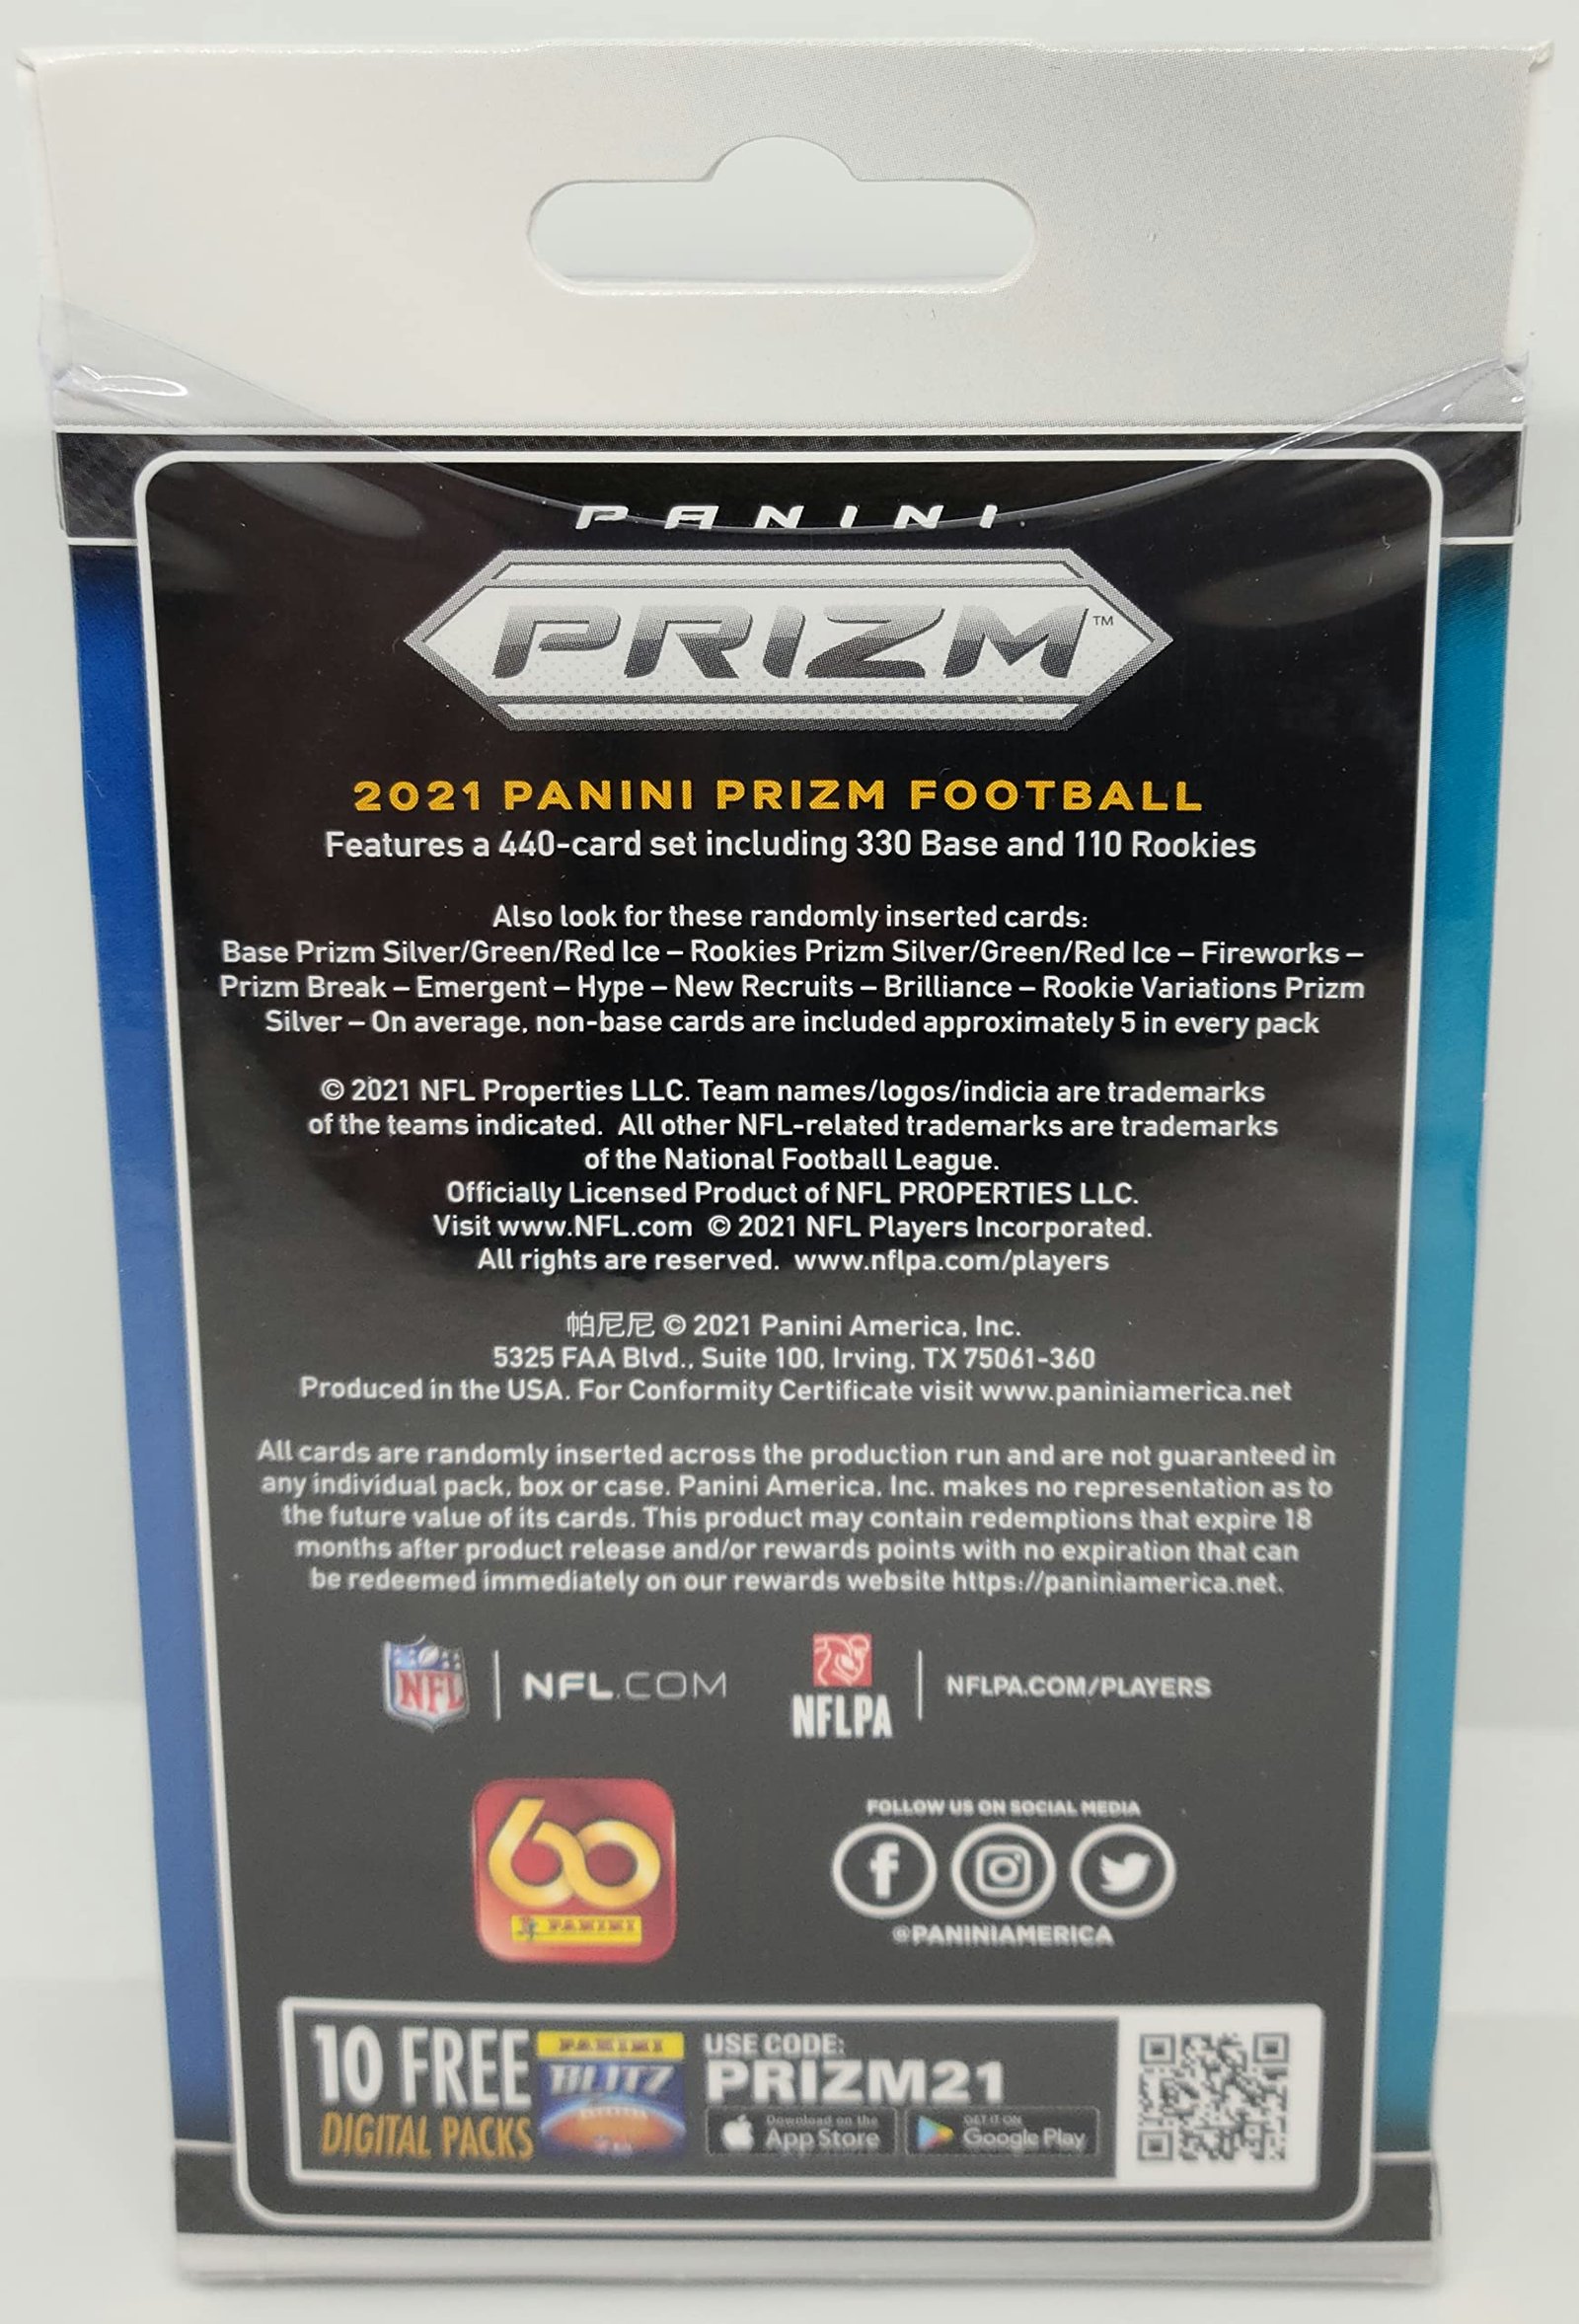 PANINI
PRIZM™
2021 PANINI PRIZM FOOTBALL
Features a 440-card set including 330 Base and 110 Rookies
Also look for these randomly inserted cards:
Base Prizm Silver/Green/Red Ice – Rookies Prizm Silver/Green/Red Ice – Fireworks –
Prizm Break – Emergent – Hype – New Recruits – Brilliance – Rookie Variations Prizm
Silver – On average, non-base cards are included approximately 5 in every pack
© 2021 NFL Properties LLC. Team names/logos/indicia are trademarks
of the teams indicated. All other NFL-related trademarks are trademarks
of the National Football League.
Officially Licensed Product of NFL PROPERTIES LLC.
Visit www.NFL.com © 2021 NFL Players Incorporated.
All rights are reserved. www.nflpa.com/players
帕尼尼 © 2021 Panini America, Inc.
5325 FAA Blvd., Suite 100, Irving, TX 75061-360
Produced in the USA. For Conformity Certificate visit www.paniniamerica.net
All cards are randomly inserted across the production run and are not guaranteed in
any individual pack, box or case. Panini America, Inc. makes no representation as to
the future value of its cards. This product may contain redemptions that expire 18
months after product release and/or rewards points with no expiration that can
be redeemed immediately on our rewards website https://paniniamerica.net.
NFL | NFL.COM
NFLPA | NFLPA.COM/PLAYERS
60
PANINI
FOLLOW US ON SOCIAL MEDIA
@PANINIAMERICA
10 FREE
DIGITAL PACKS
PANINI
BLITZ
USE CODE:
PRIZM21
Download on the
App Store
GET IT ON
Google Play